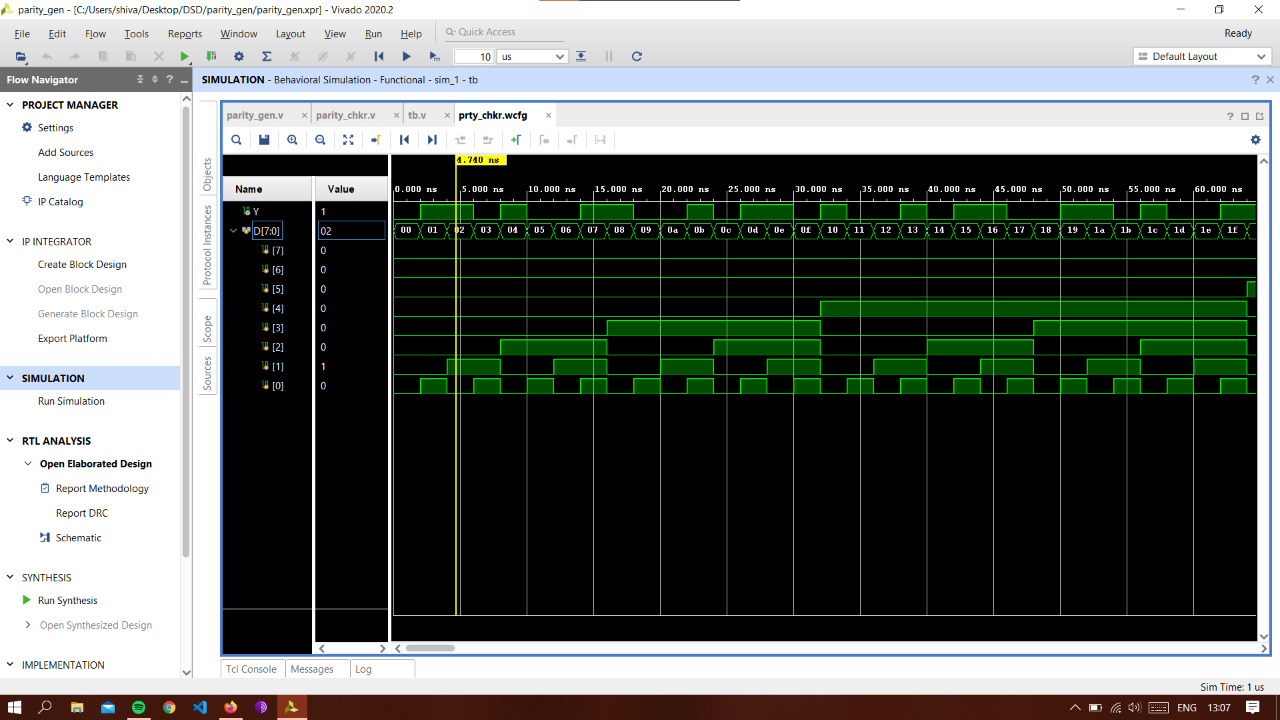 parity_gen - [C:/Users/shiva/Desktop/DSD/parity_gen/parity_gen.xpr] - Vivado 2020.2
File Edit Flow Tools Reports Window Layout View Run Help Quick Access Ready
10 us Default Layout
Flow Navigator
SIMULATION - Behavioral Simulation - Functional - sim_1 - tb
PROJECT MANAGER
Settings
Add Sources
Language Templates
IP Catalog
IP INTEGRATOR
Create Block Design
Open Block Design
Generate Block Design
Export Platform
SIMULATION
Run Simulation
RTL ANALYSIS
Open Elaborated Design
Report Methodology
Report DRC
Schematic
SYNTHESIS
Run Synthesis
Open Synthesized Design
IMPLEMENTATION
Objects
Protocol Instances
Scope
Sources
parity_gen.v parity_chkr.v tb.v prty_chkr.wcfg
4.740 ns
Name Value
0.000 ns 5.000 ns 10.000 ns 15.000 ns 20.000 ns 25.000 ns 30.000 ns 35.000 ns 40.000 ns 45.000 ns 50.000 ns 55.000 ns 60.000 ns
Y 1
D[7:0] 02 00 01 02 03 04 05 06 07 08 09 0a 0b 0c 0d 0e 0f 10 11 12 13 14 15 16 17 18 19 1a 1b 1c 1d 1e 1f
[7] 0
[6] 0
[5] 0
[4] 0
[3] 0
[2] 0
[1] 1
[0] 0
Tcl Console Messages Log
Sim Time: 1 us
ENG 13:07